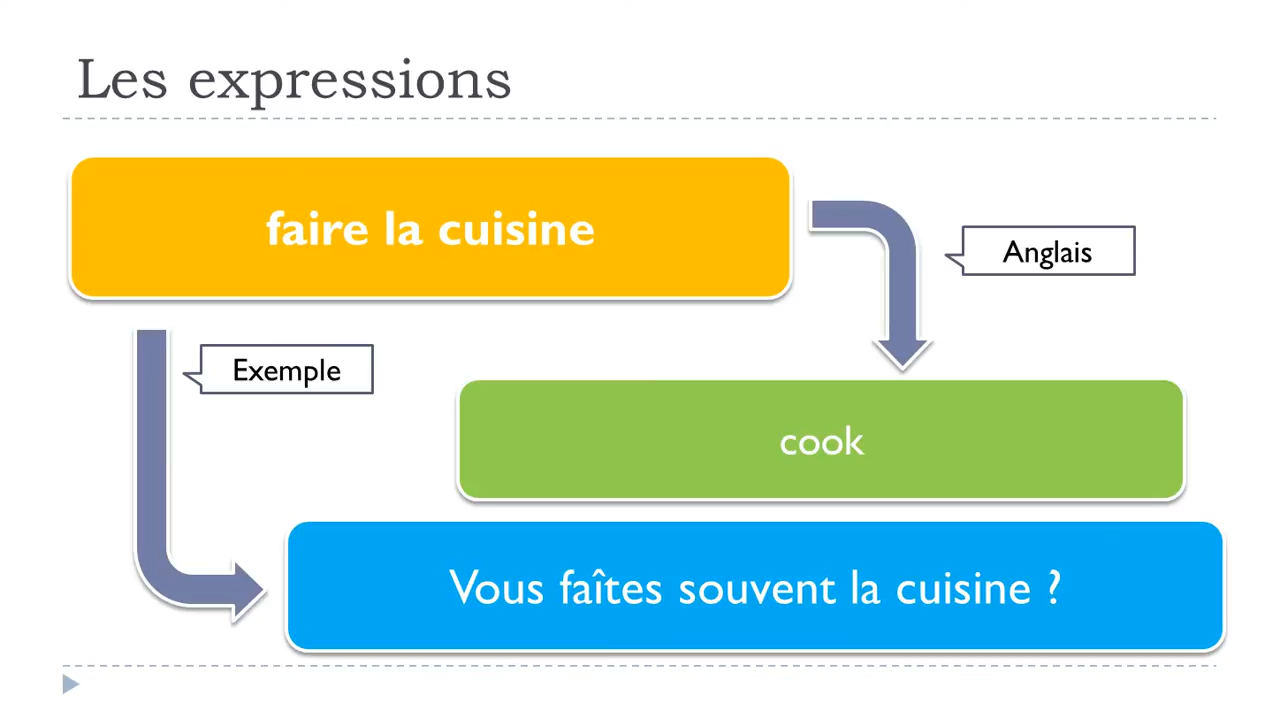 Les expressions
faire la cuisine
Anglais
Exemple
cook
Vous faîtes souvent la cuisine ?